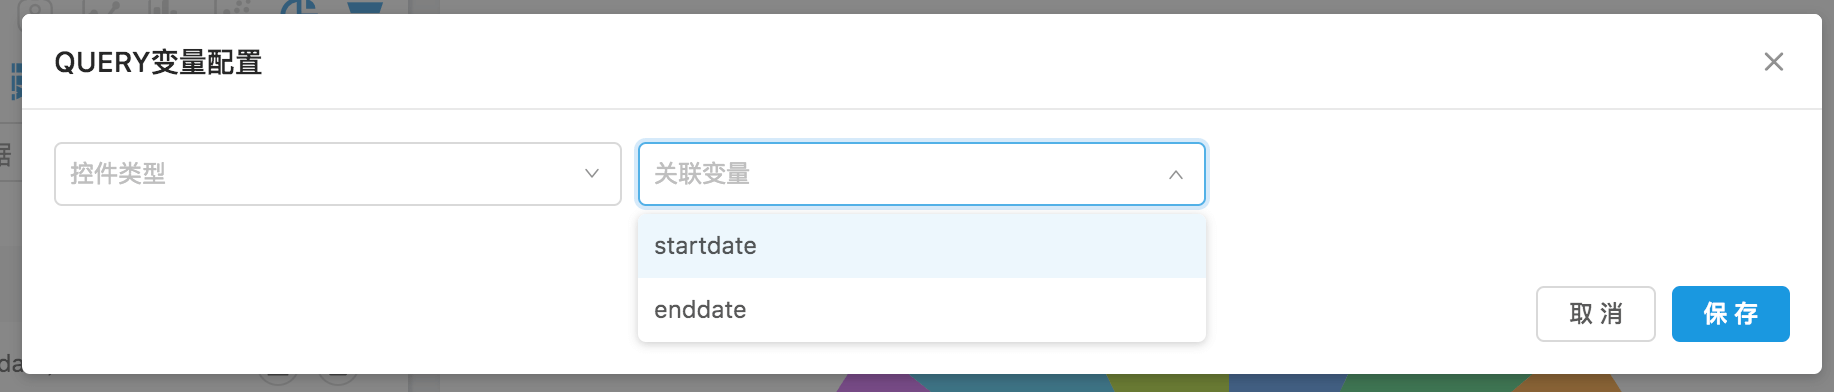 QUERY变量配置
控件类型
关联变量
startdate
enddate
取 消
保 存
据